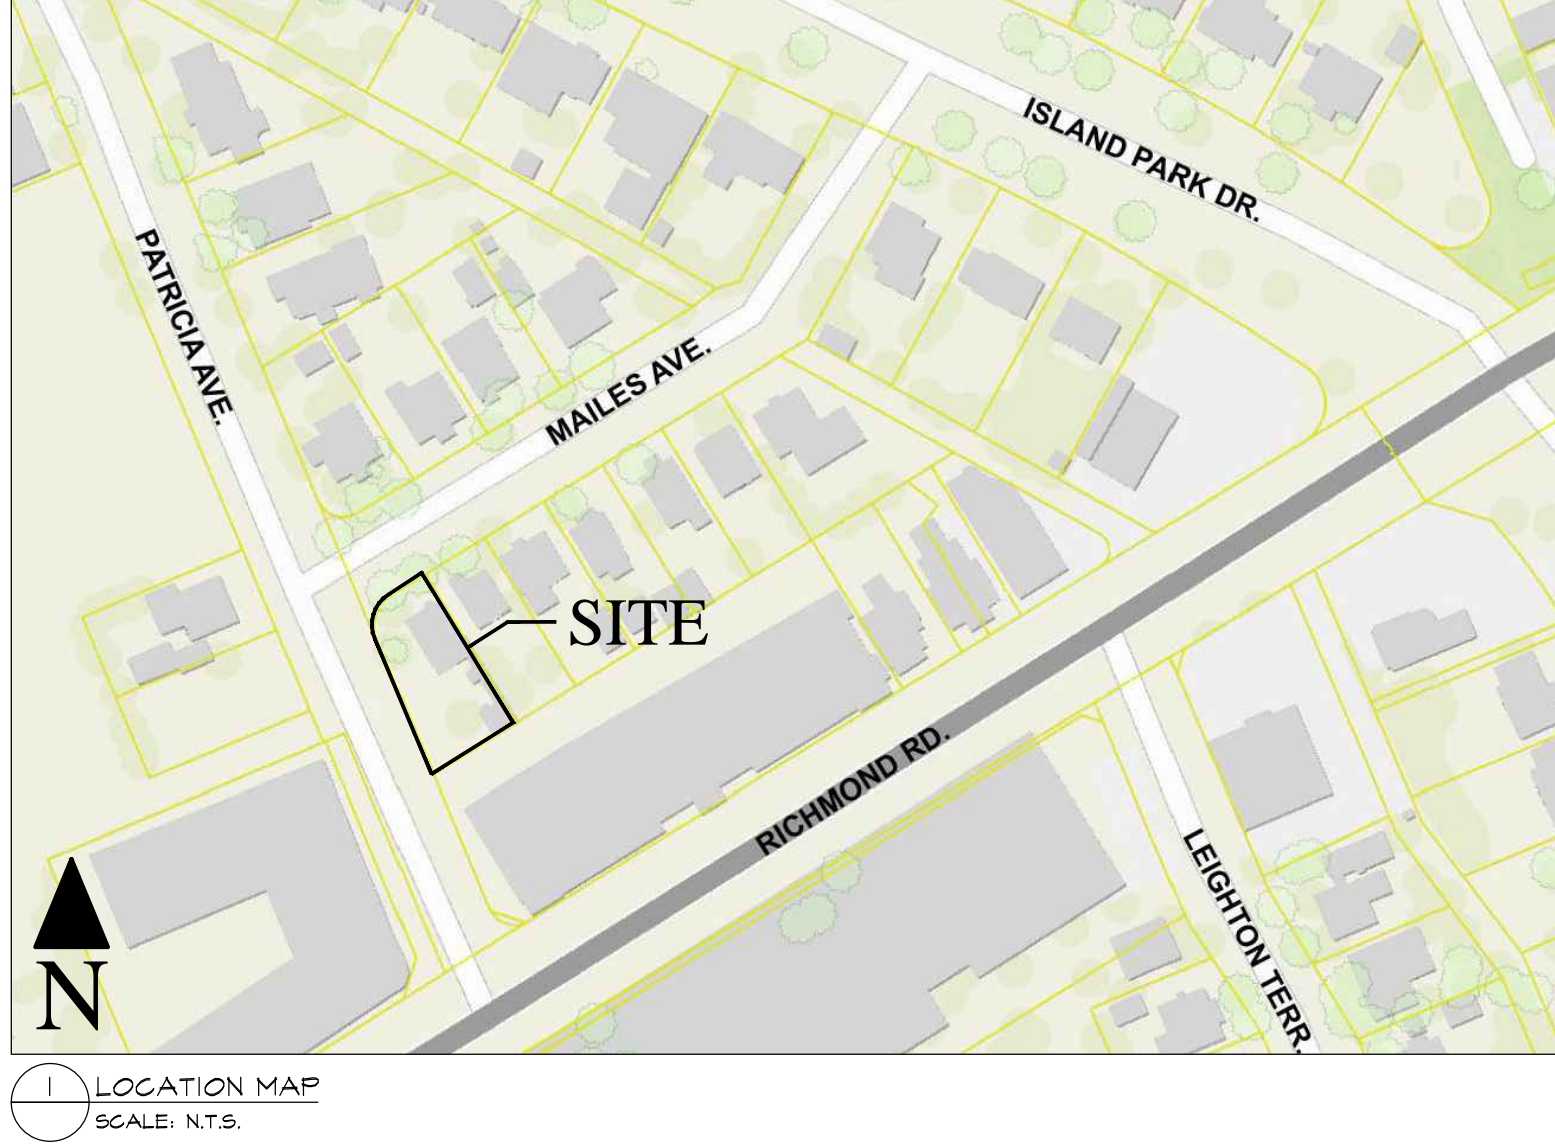 ISLAND PARK DR.
PATRICIA AVE.
MAILES AVE.
SITE
RICHMOND RD.
LEIGHTON TERR.
N
1
LOCATION MAP
SCALE: N.T.S.